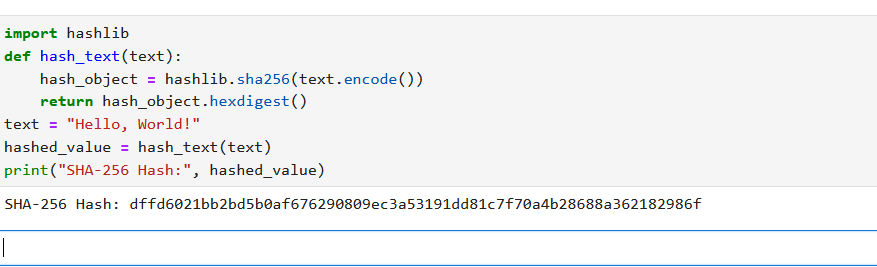 import hashlib
def hash_text(text):
    hash_object = hashlib.sha256(text.encode())
    return hash_object.hexdigest()
text = "Hello, World!"
hashed_value = hash_text(text)
print("SHA-256 Hash:", hashed_value)
SHA-256 Hash: dffd6021bb2bd5b0af676290809ec3a53191dd81c7f70a4b28688a362182986f